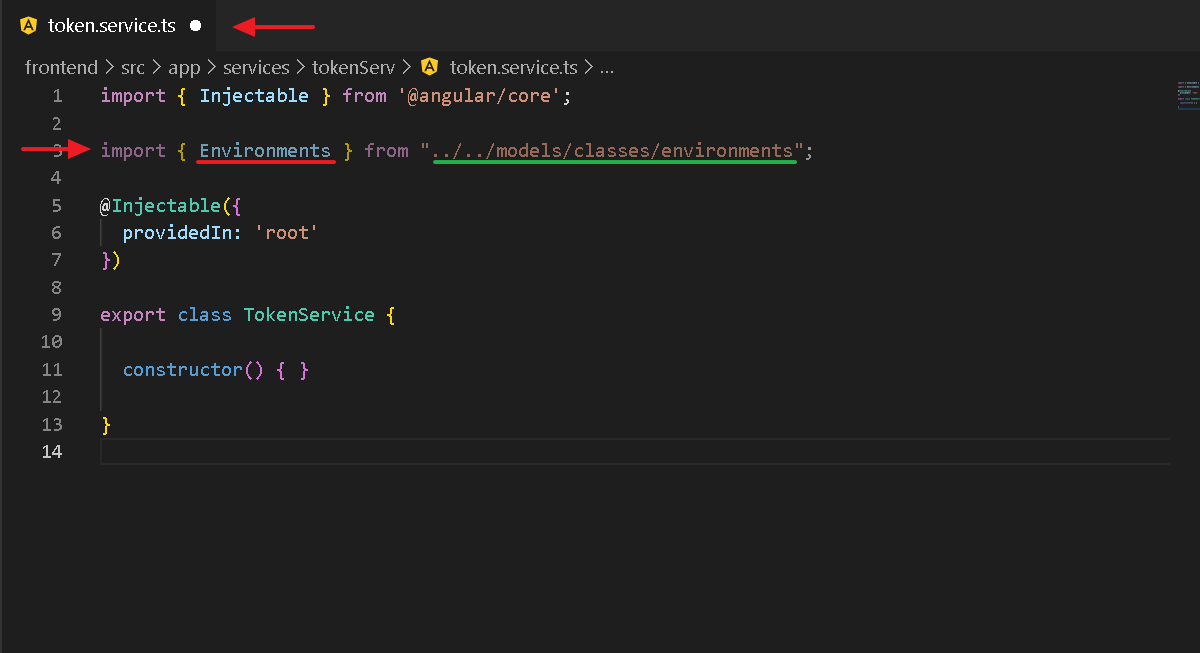 token.service.ts
frontend > src > app > services > tokenServ > token.service.ts > ...
1 import { Injectable } from '@angular/core';
2
3 import { Environments } from "../../models/classes/environments";
4
5 @Injectable({
6 providedIn: 'root'
7 })
8
9 export class TokenService {
10
11 constructor() { }
12
13 }
14